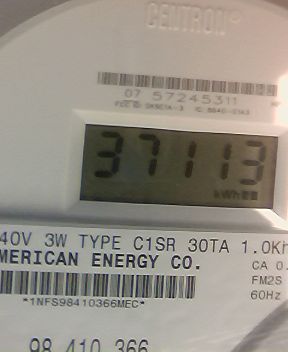 CENTRON
07 57245311
37113
kWh
40V 3W TYPE C1SR 30TA 1.0Kh
MERICAN ENERGY CO.
CA 0.
FM2S
60Hz
*1NFS98410366MEC*
98 410 366